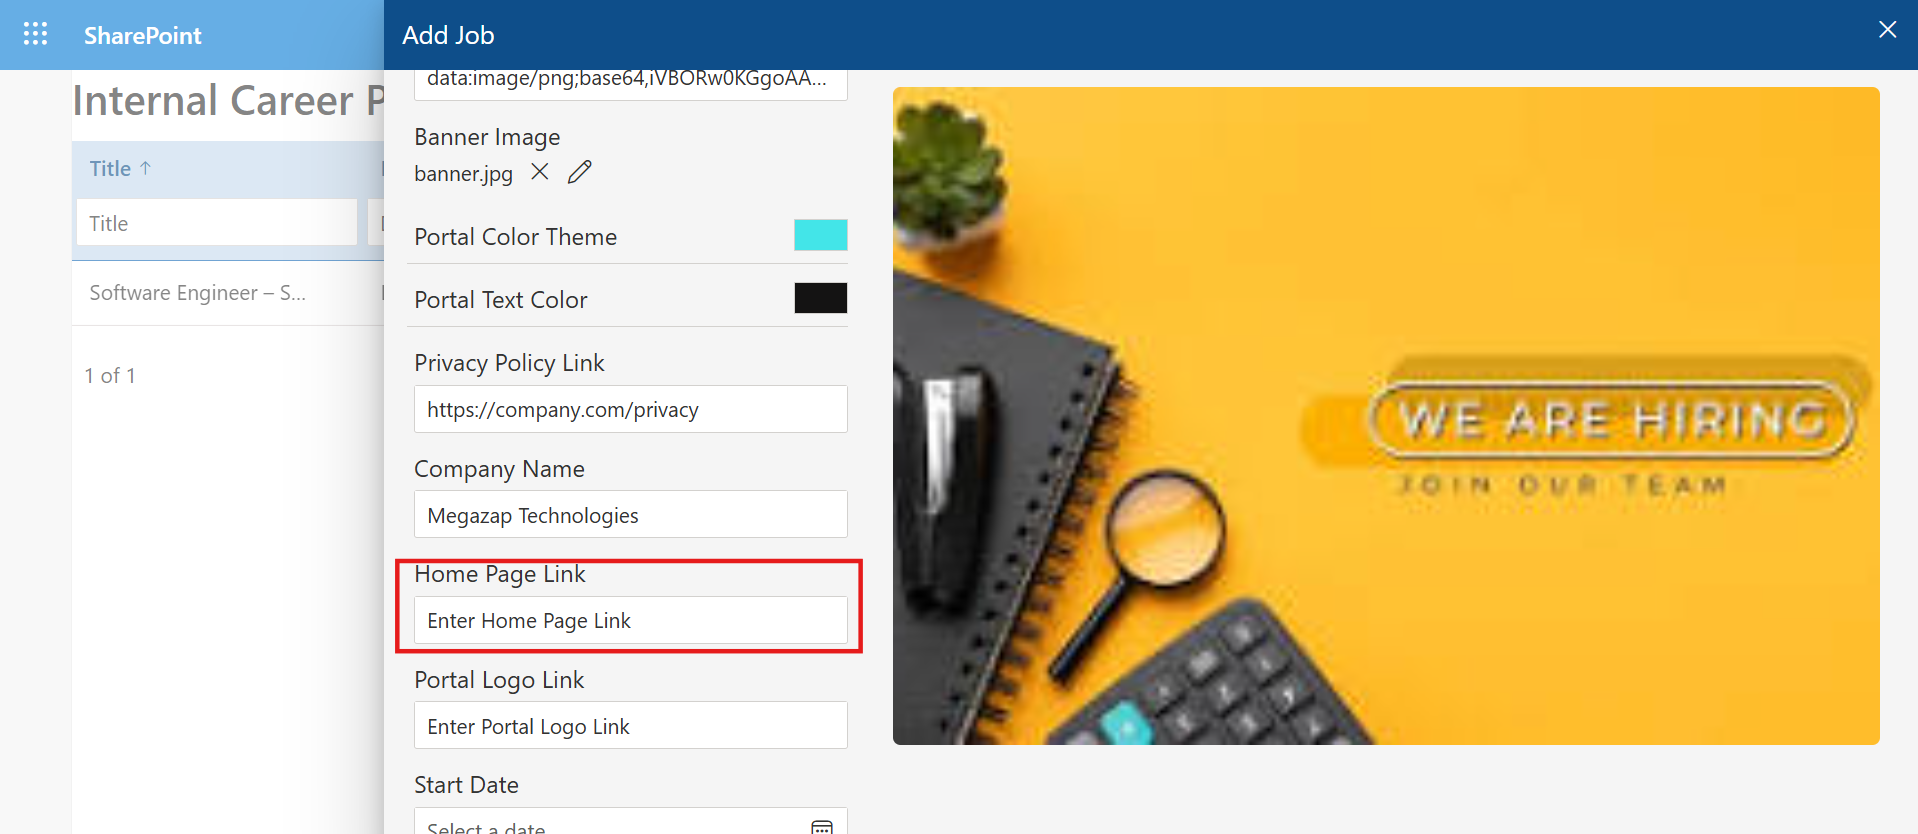 SharePoint
Add Job
Internal Career P
Title ↑
Title
Software Engineer – S...
1 of 1
data:image/png;base64,iVBORw0KGgoAA...
Banner Image
banner.jpg
Portal Color Theme
Portal Text Color
Privacy Policy Link
https://company.com/privacy
Company Name
Megazap Technologies
Home Page Link
Enter Home Page Link
Portal Logo Link
Enter Portal Logo Link
Start Date
Select a date
WE ARE HIRING
JOIN OUR TEAM